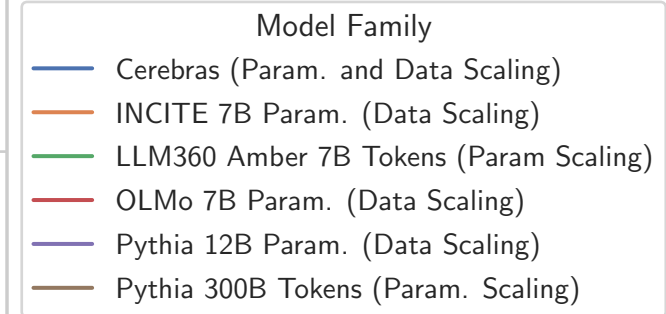 Model Family
Cerebras (Param. and Data Scaling)
INCITE 7B Param. (Data Scaling)
LLM360 Amber 7B Tokens (Param Scaling)
OLMo 7B Param. (Data Scaling)
Pythia 12B Param. (Data Scaling)
Pythia 300B Tokens (Param. Scaling)